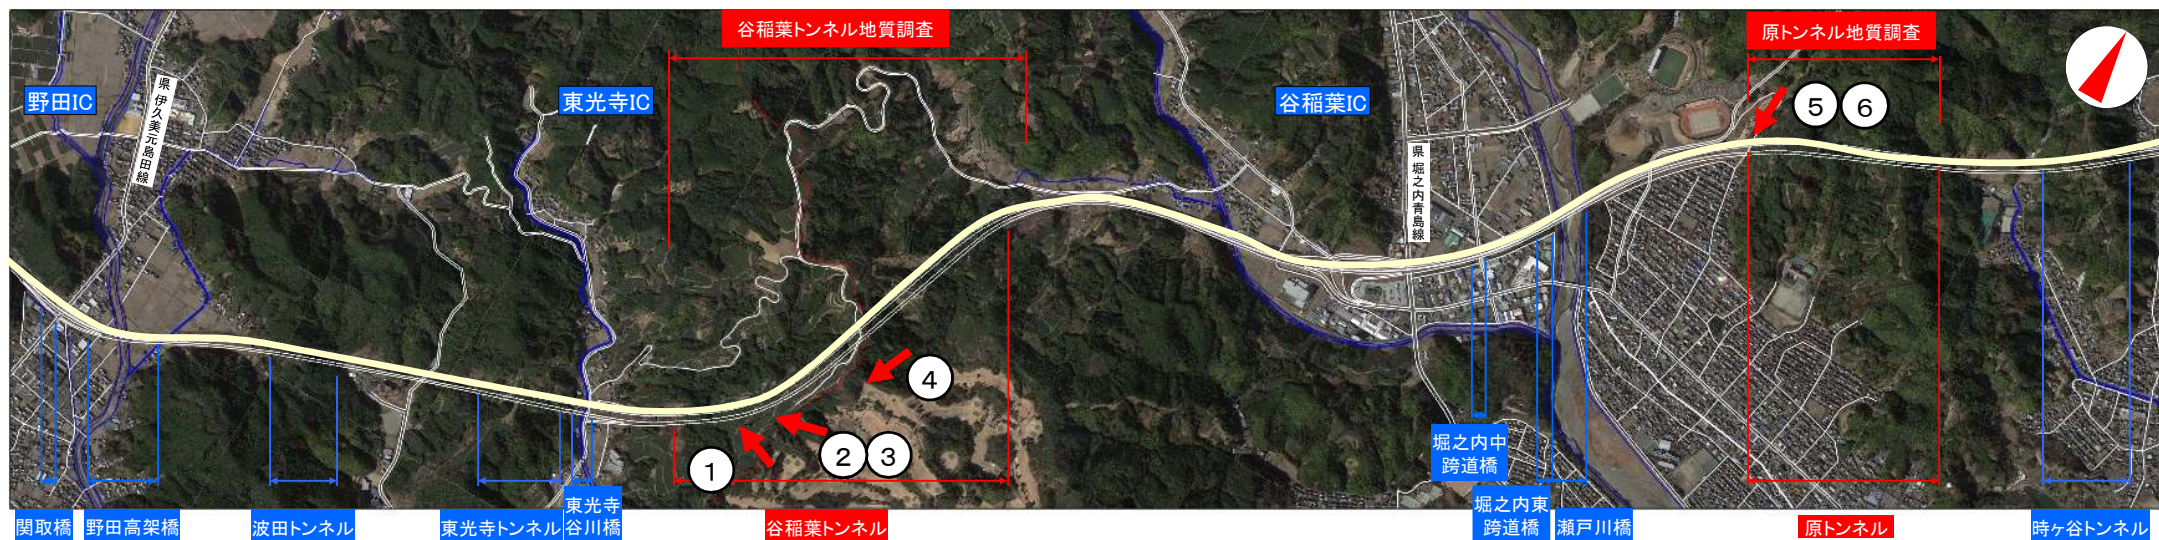 谷稲葉トンネル地質調査
原トンネル地質調査
野田IC
県 伊久美元島田線
東光寺IC
谷稲葉IC
県 堀之内青島線
⑤ ⑥
④
① ② ③
堀之内中
跨道橋
関取橋
野田高架橋
波田トンネル
東光寺トンネル
東光寺
谷川橋
谷稲葉トンネル
堀之内東
跨道橋
瀬戸川橋
原トンネル
時ヶ谷トンネル